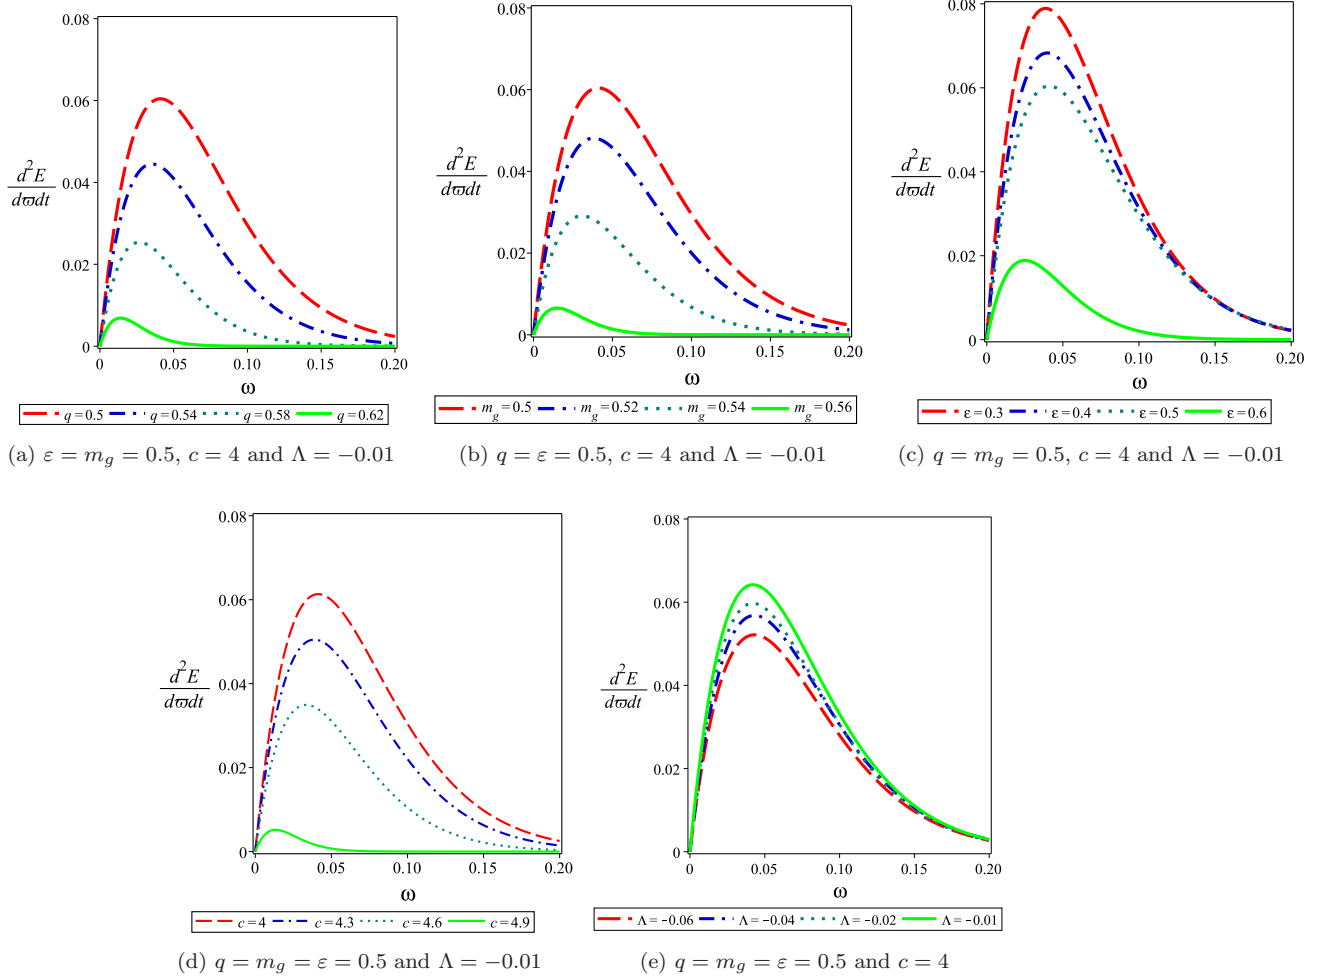 0.08
0.06
0.04
0.02
0
d²E
dϖdt
0 0.05 0.10 0.15 0.20
ω
q = 0.5 q = 0.54 q = 0.58 q = 0.62
(a) ε = m_g = 0.5, c = 4 and Λ = −0.01
0.08
0.06
0.04
0.02
0
d²E
dϖdt
0 0.05 0.10 0.15 0.20
ω
m_g = 0.5 m_g = 0.52 m_g = 0.54 m_g = 0.56
(b) q = ε = 0.5, c = 4 and Λ = −0.01
0.08
0.06
0.04
0.02
0
d²E
dϖdt
0 0.05 0.10 0.15 0.20
ω
ε = 0.3 ε = 0.4 ε = 0.5 ε = 0.6
(c) q = m_g = 0.5, c = 4 and Λ = −0.01
0.08
0.06
0.04
0.02
0
d²E
dϖdt
0 0.05 0.10 0.15 0.20
ω
c = 4 c = 4.3 c = 4.6 c = 4.9
(d) q = m_g = ε = 0.5 and Λ = −0.01
0.08
0.06
0.04
0.02
0
d²E
dϖdt
0 0.05 0.10 0.15 0.20
ω
Λ = −0.06 Λ = −0.04 Λ = −0.02 Λ = −0.01
(e) q = m_g = ε = 0.5 and c = 4